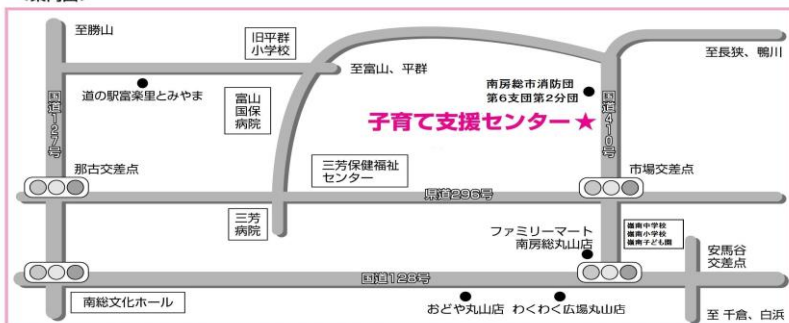 至勝山
旧平群
小学校
至長狭、鴨川
至富山、平群
道の駅富楽里とみやま
南房総市消防団
第6支団第2分団
富山
国保
病院
国道127号
国道410号
子育て支援センター★
那古交差点
三芳保健福祉
センター
市場交差点
県道296号
三芳
病院
ファミリーマート
南房総丸山店
嶺南中学校
嶺南小学校
嶺南子ども園
安馬谷
交差点
国道128号
南総文化ホール
おどや丸山店
わくわく広場丸山店
至 千倉、白浜